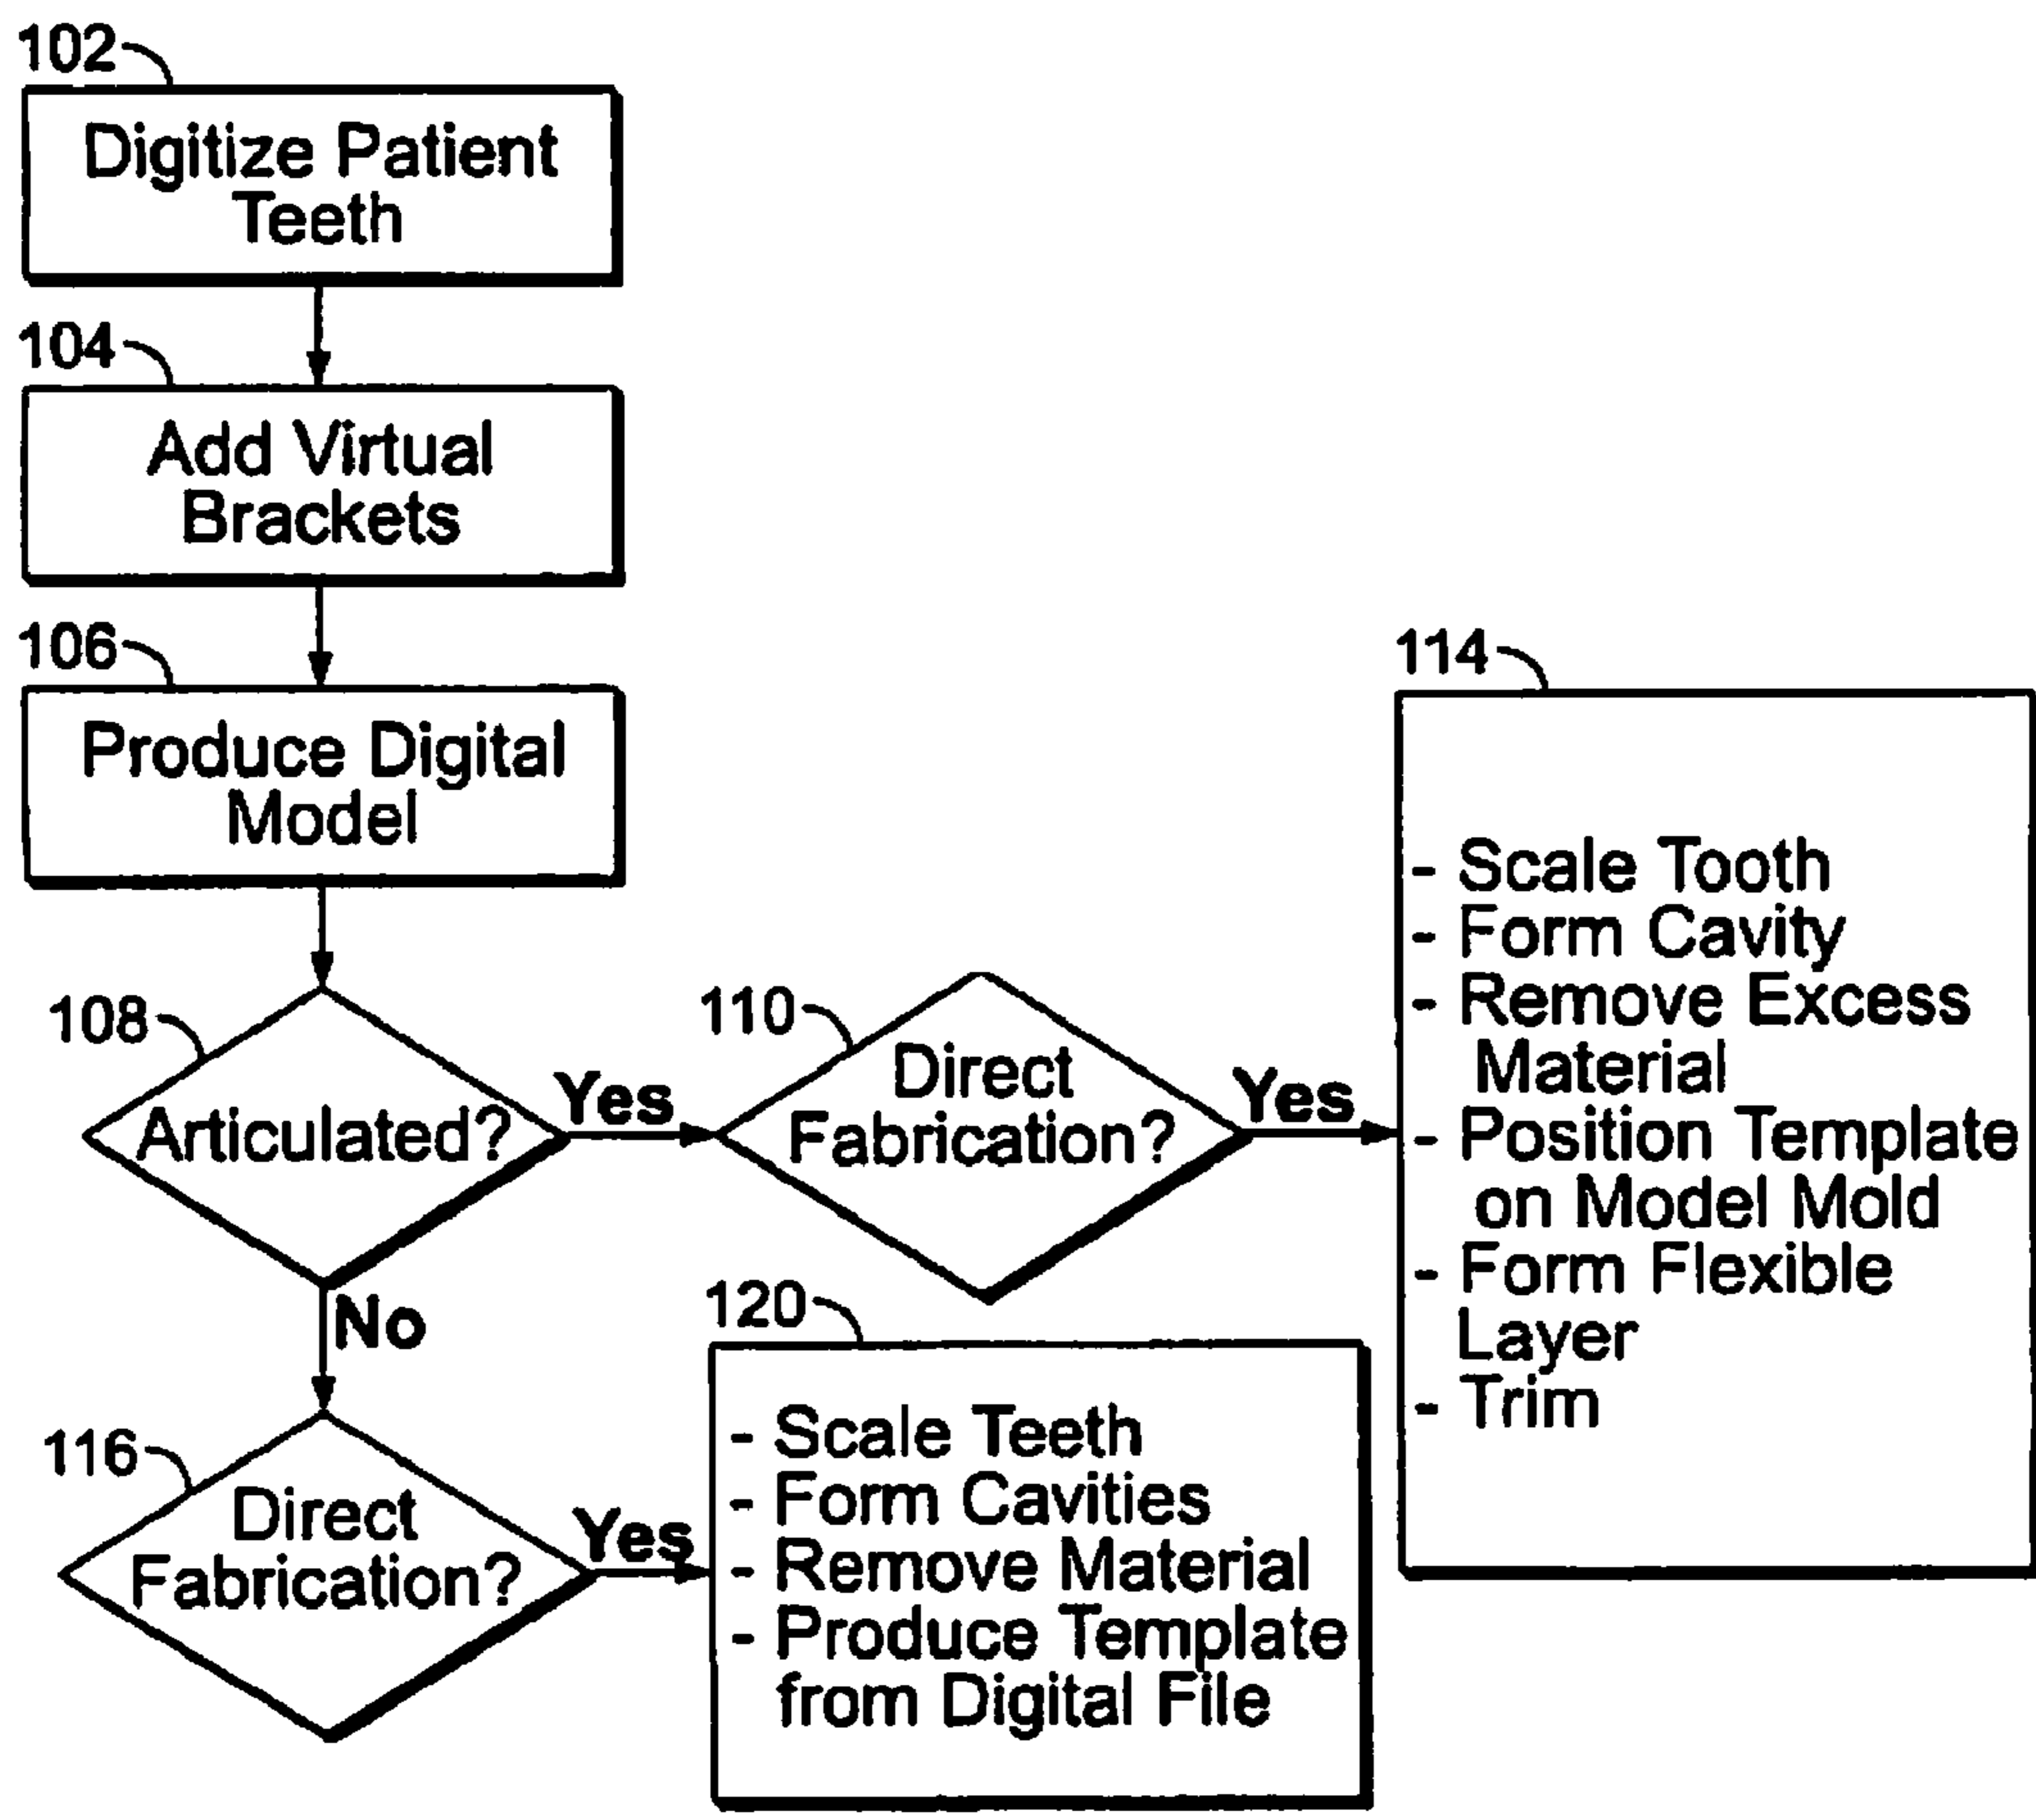 102
Digitize Patient
Teeth
104
Add Virtual
Brackets
106
Produce Digital
Model
108
Articulated?
Yes
No
110
Direct
Fabrication?
Yes
114
- Scale Tooth
- Form Cavity
- Remove Excess
Material
- Position Template
on Model Mold
- Form Flexible
Layer
- Trim
116
Direct
Fabrication?
Yes
120
- Scale Teeth
- Form Cavities
- Remove Material
- Produce Template
from Digital File